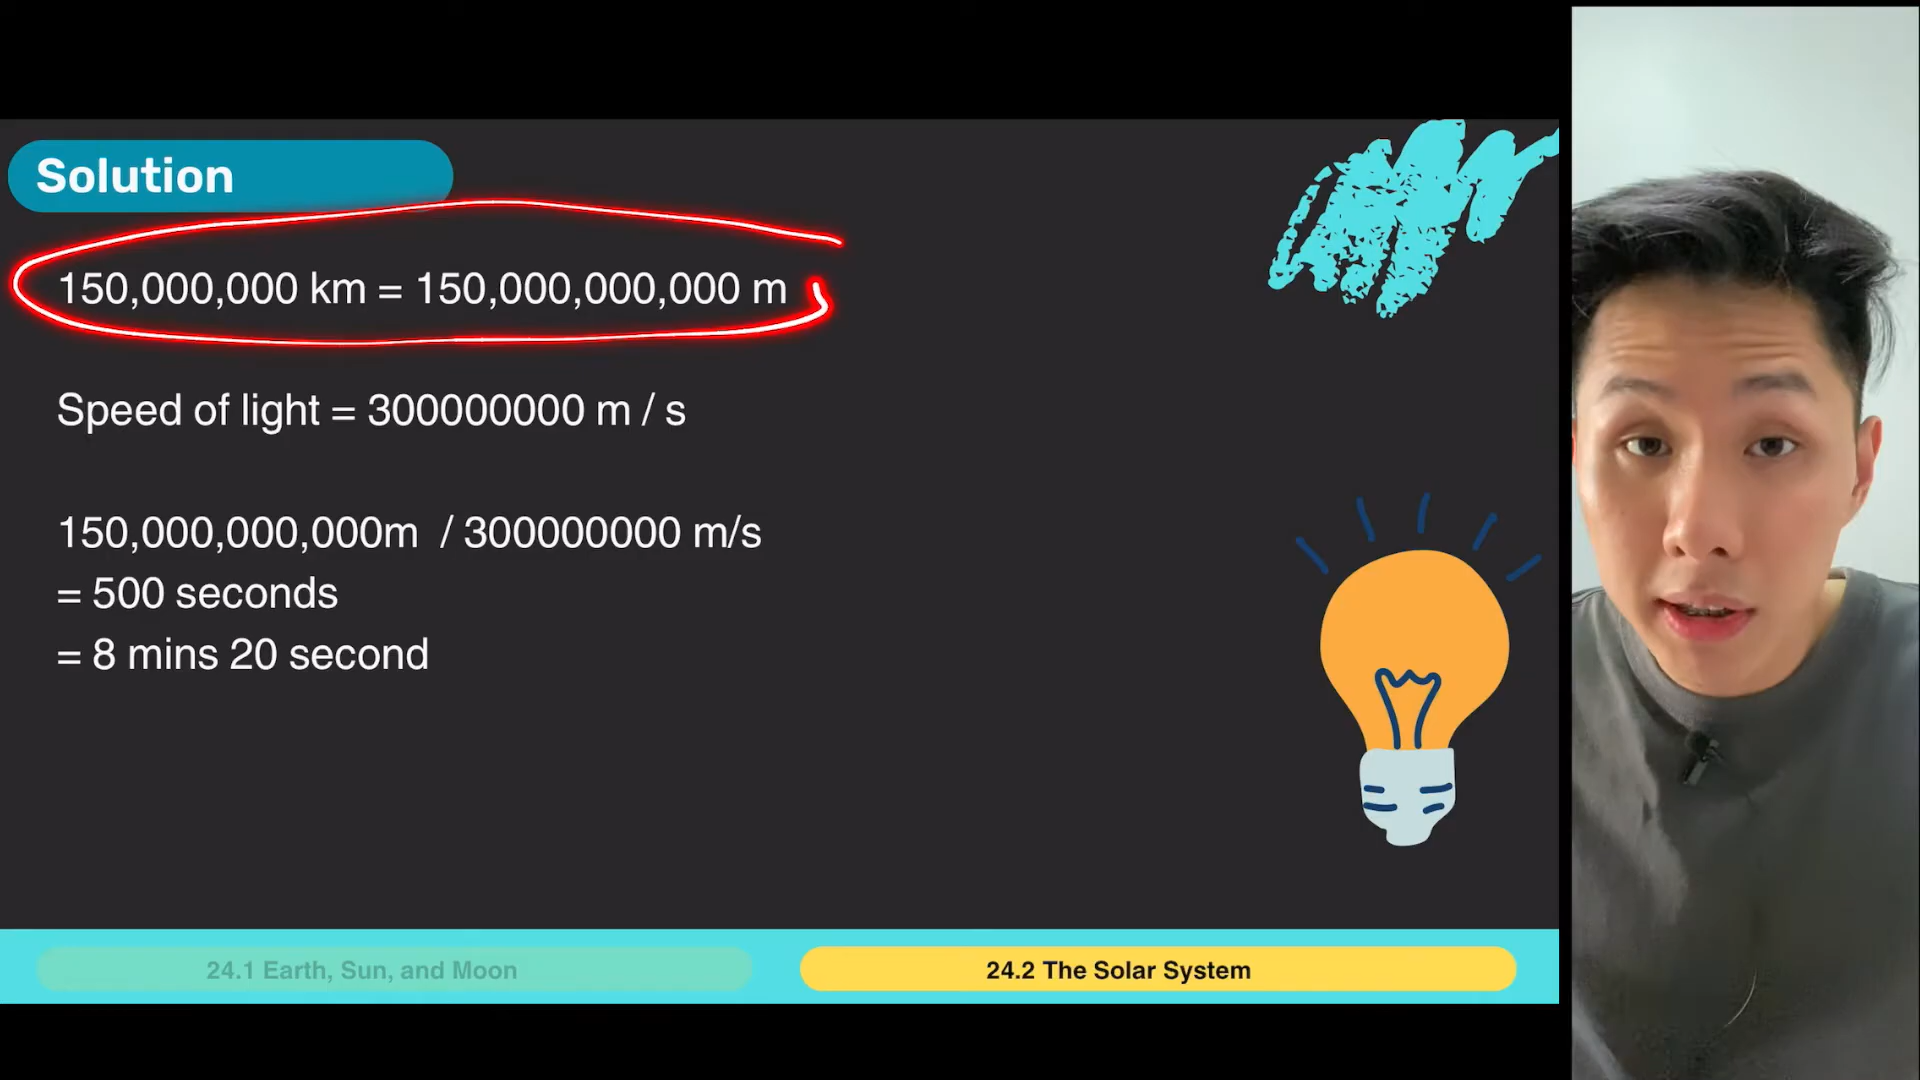 Solution
150,000,000 km = 150,000,000,000 m
Speed of light = 300000000 m / s
150,000,000,000m / 300000000 m/s
= 500 seconds
= 8 mins 20 second
24.1 Earth, Sun, and Moon
24.2 The Solar System